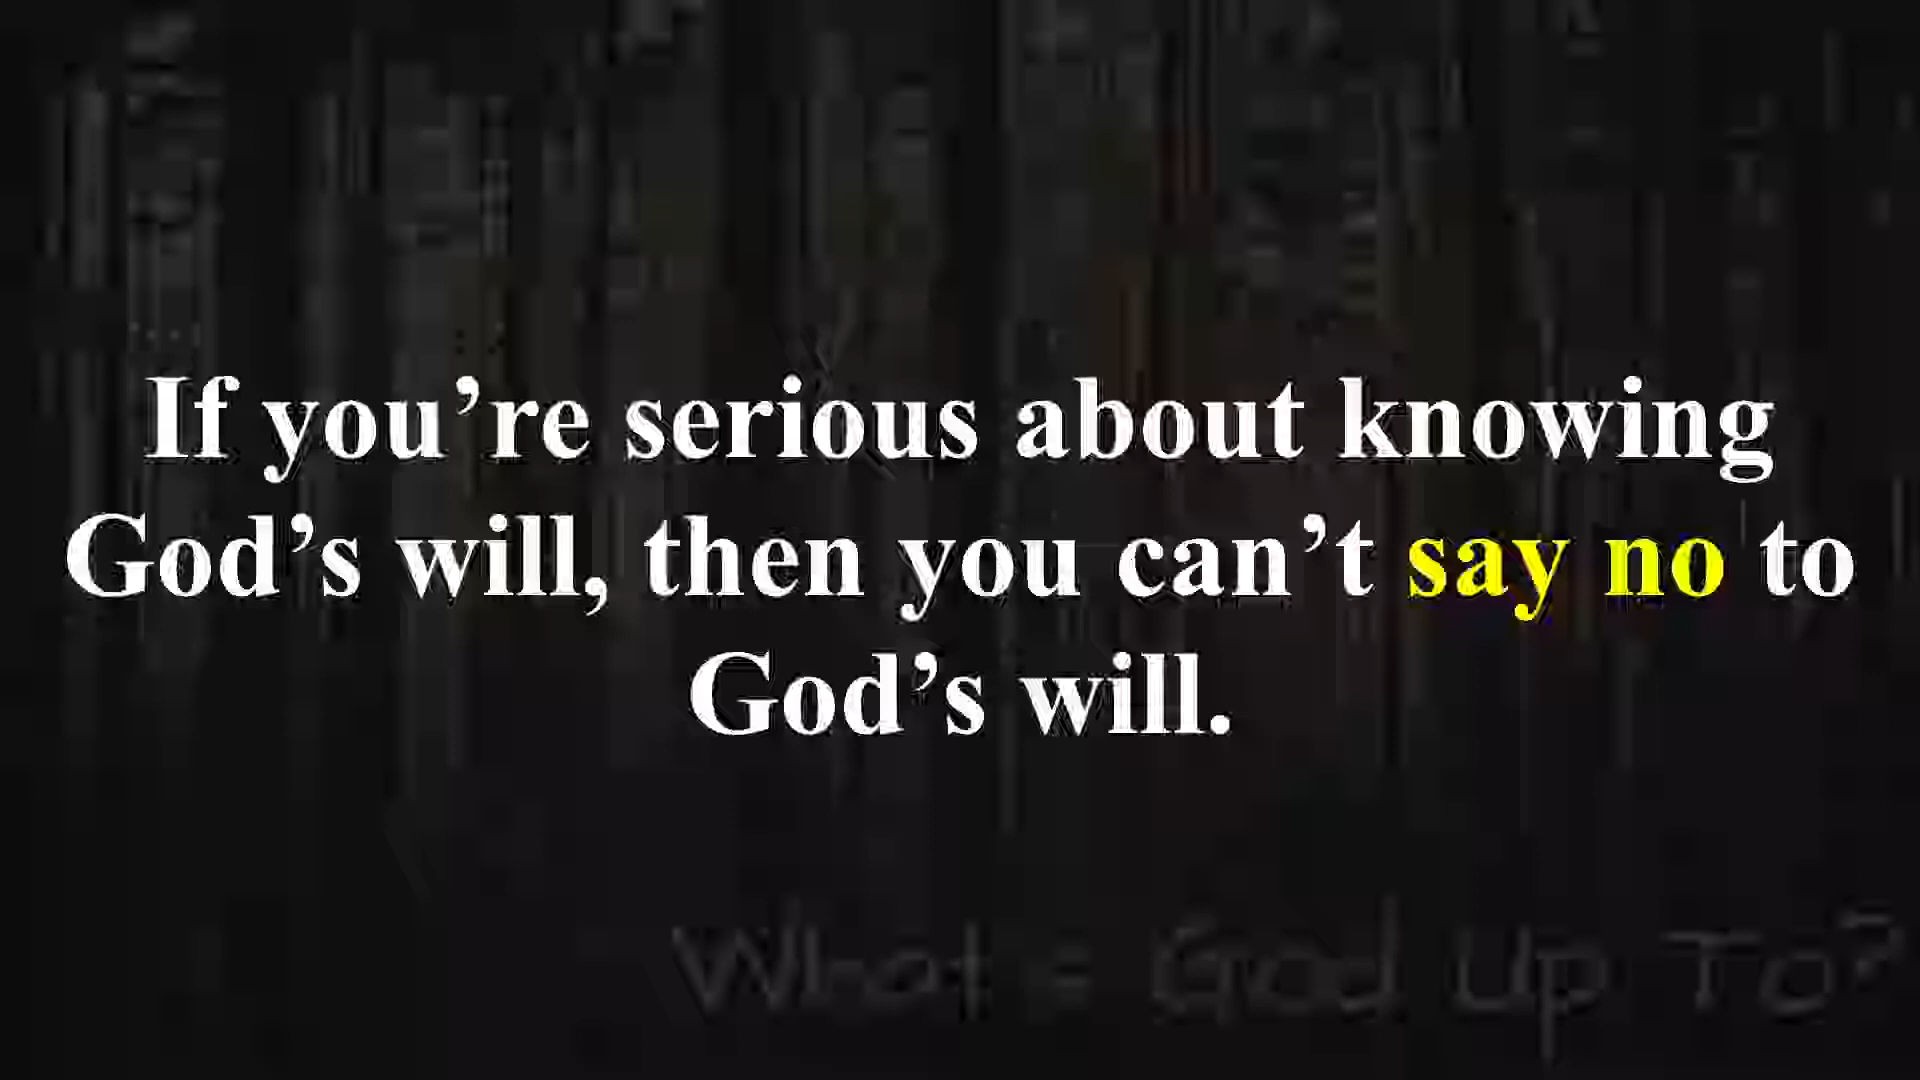 If you’re serious about knowing
God’s will, then you can’t say no to
God’s will.
What is God Up To?